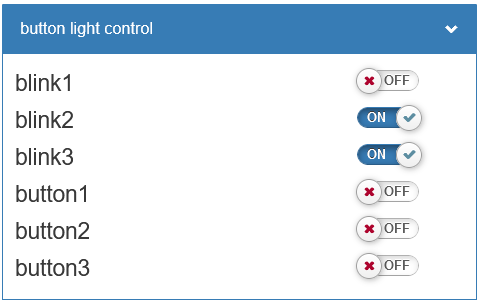 button light control
blink1 OFF
blink2 ON
blink3 ON
button1 OFF
button2 OFF
button3 OFF